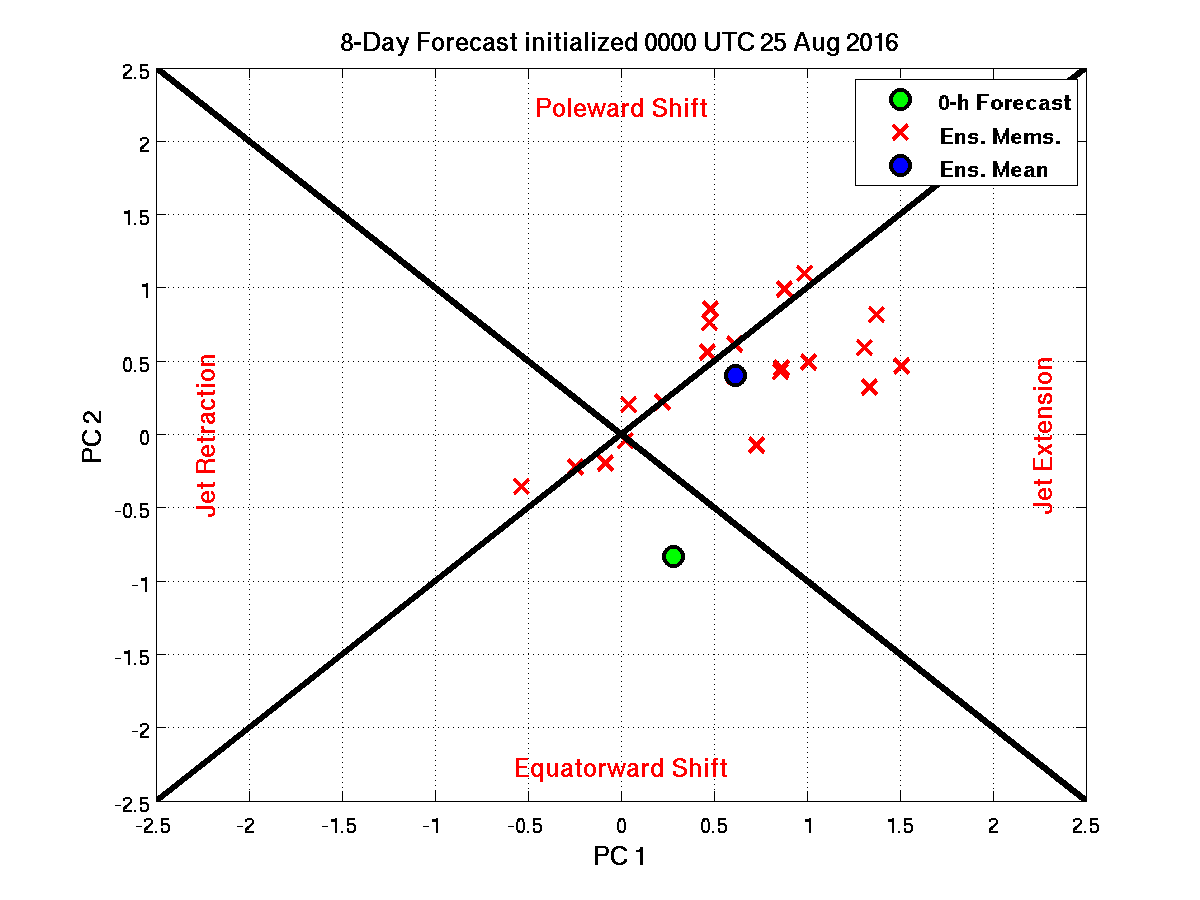 8-Day Forecast initialized 0000 UTC 25 Aug 2016
2.5
2
1.5
1
0.5
0
-0.5
-1
-1.5
-2
-2.5
PC 2
Poleward Shift
0-h Forecast
Ens. Mems.
Ens. Mean
Jet Retraction
Jet Extension
Equatorward Shift
-2.5 -2 -1.5 -1 -0.5 0 0.5 1 1.5 2 2.5
PC 1